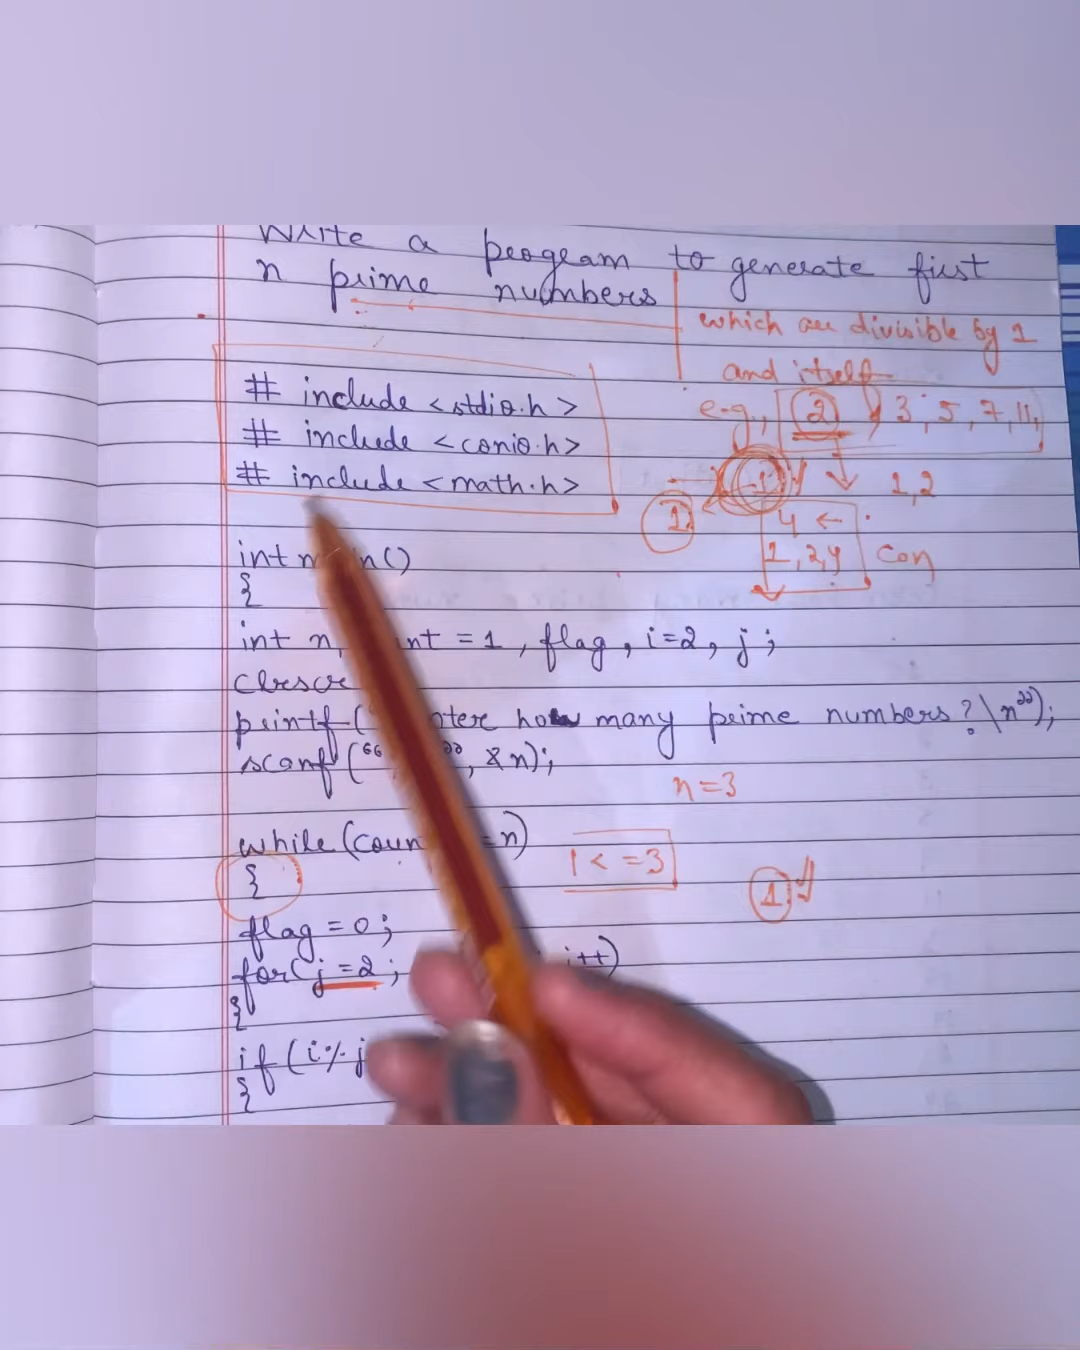 Write a program to generate first
n prime numbers
which are divisible by 1
and itself
e.g., 2, 3, 5, 7, 11,
# include <stdio.h>
# include <conio.h>
# include <math.h>
1,2
1
4 ←
1,2,4 con
int main()
{
int n, = 1, flag, i=2, j;
printf( how many prime numbers?\n");
scanf(" ", &n);
n=3
while( =n)
1<=3
{
1
flag = 0;
for(j=2; i++)
{
if(i%j
{